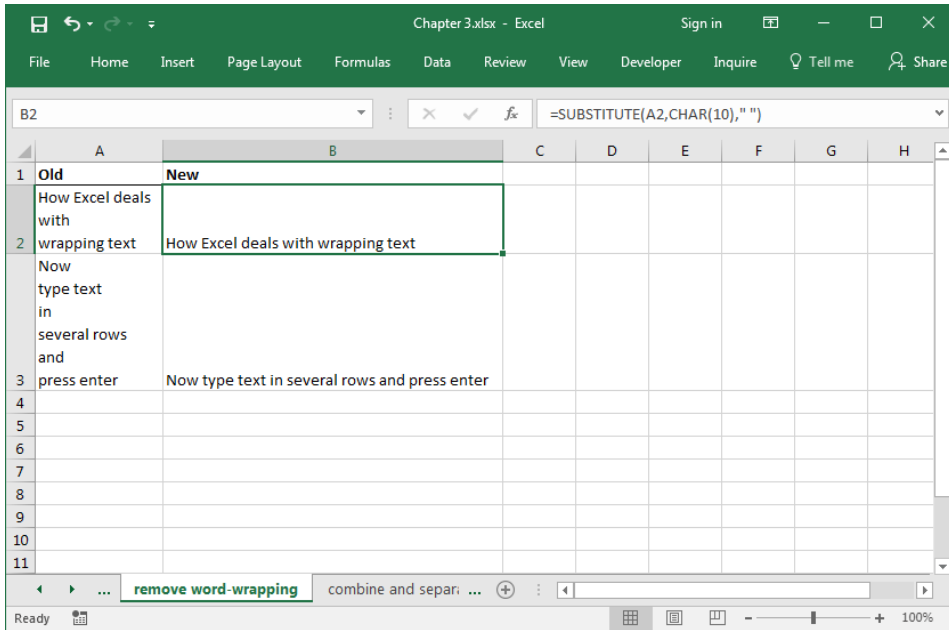 Chapter 3.xlsx - Excel Sign in
File Home Insert Page Layout Formulas Data Review View Developer Inquire Tell me Share
B2 fx =SUBSTITUTE(A2,CHAR(10)," ")
A B C D E F G H
1 Old New
How Excel deals
with
2 wrapping text How Excel deals with wrapping text
Now
type text
in
several rows
and
3 press enter Now type text in several rows and press enter
4
5
6
7
8
9
10
11
... remove word-wrapping combine and separa ...
Ready 100%